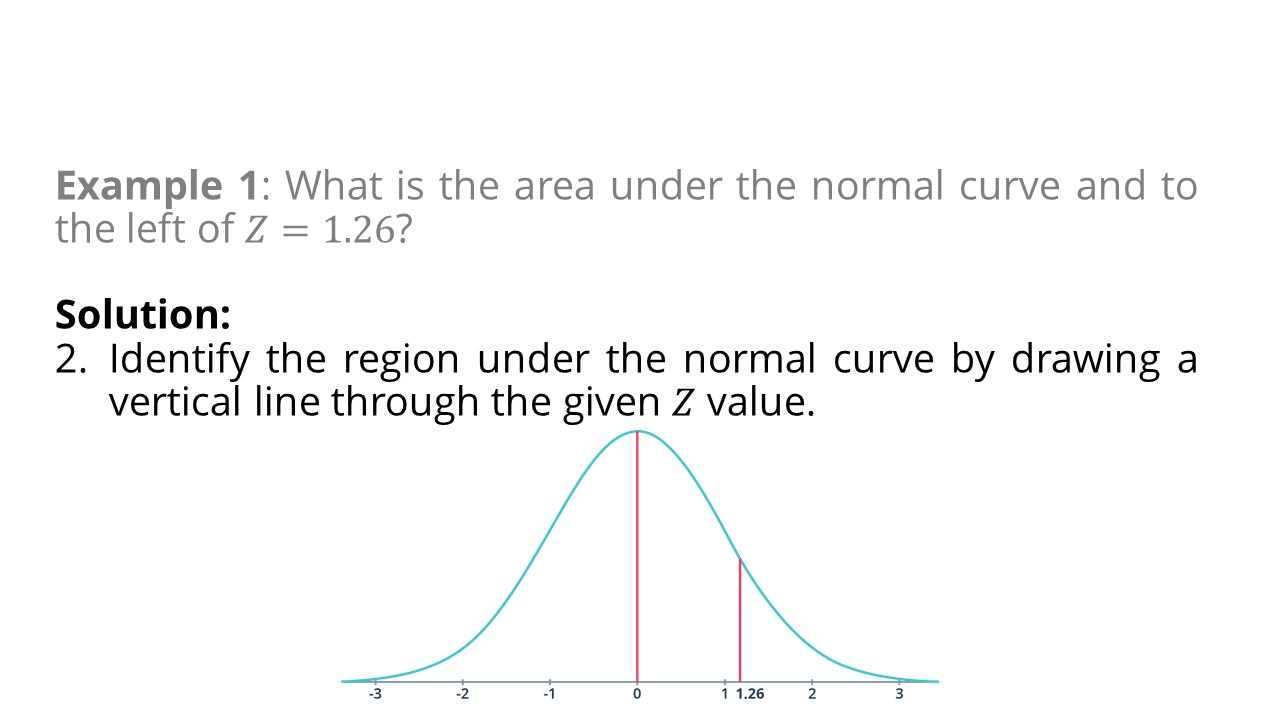 Example 1: What is the area under the normal curve and to
the left of Z = 1.26?
Solution:
2. Identify the region under the normal curve by drawing a
vertical line through the given Z value.
-3 -2 -1 0 1 1.26 2 3